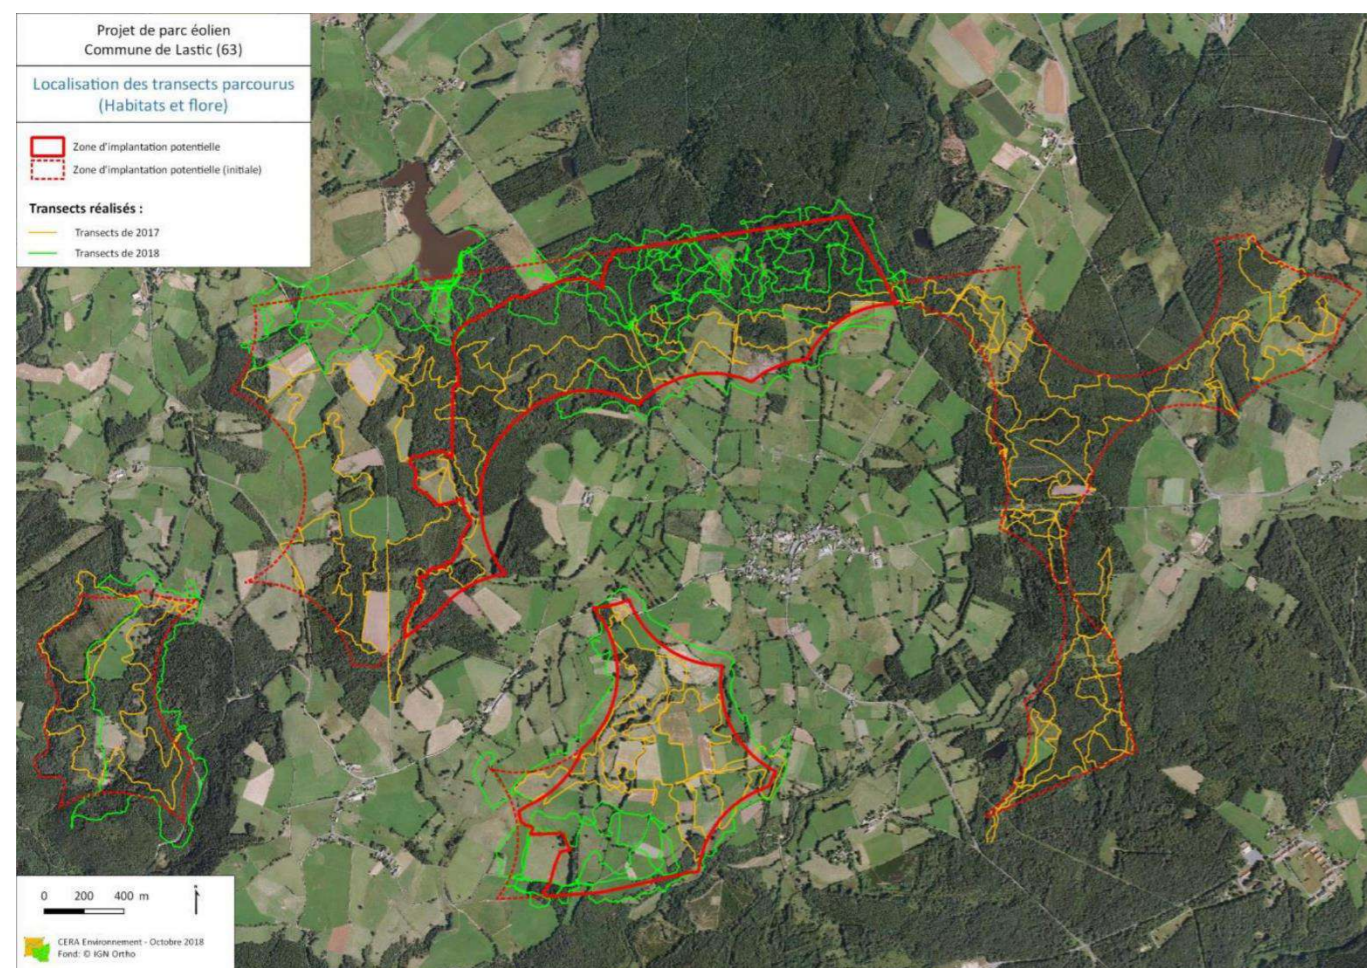 Projet de parc éolien
Commune de Lastic (63)
Localisation des transects parcourus
(Habitats et flore)
Zone d'implantation potentielle
Zone d'implantation potentielle (initiale)
Transects réalisés :
Transects de 2017
Transects de 2018
0 200 400 m
CERA Environnement - Octobre 2018
Fond: © IGN Ortho